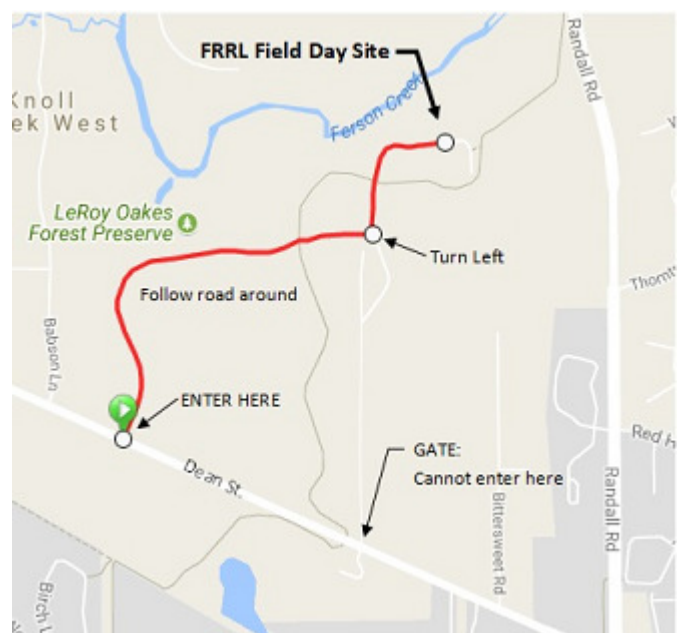 FRRL Field Day Site
Randall Rd
Knoll
ek West
Ferson Creek
LeRoy Oakes
Forest Preserve
Turn Left
Follow road around
Babson Ln
ENTER HERE
Dean St.
GATE:
Cannot enter here
Bittersweet Rd
Red H
Randall Rd
Birch